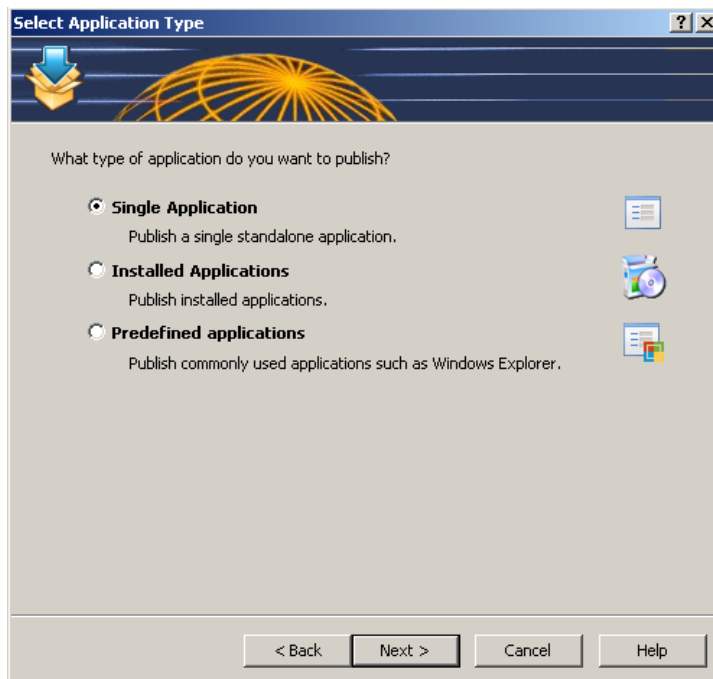 Select Application Type
What type of application do you want to publish?
Single Application
Publish a single standalone application.
Installed Applications
Publish installed applications.
Predefined applications
Publish commonly used applications such as Windows Explorer.
< Back Next > Cancel Help